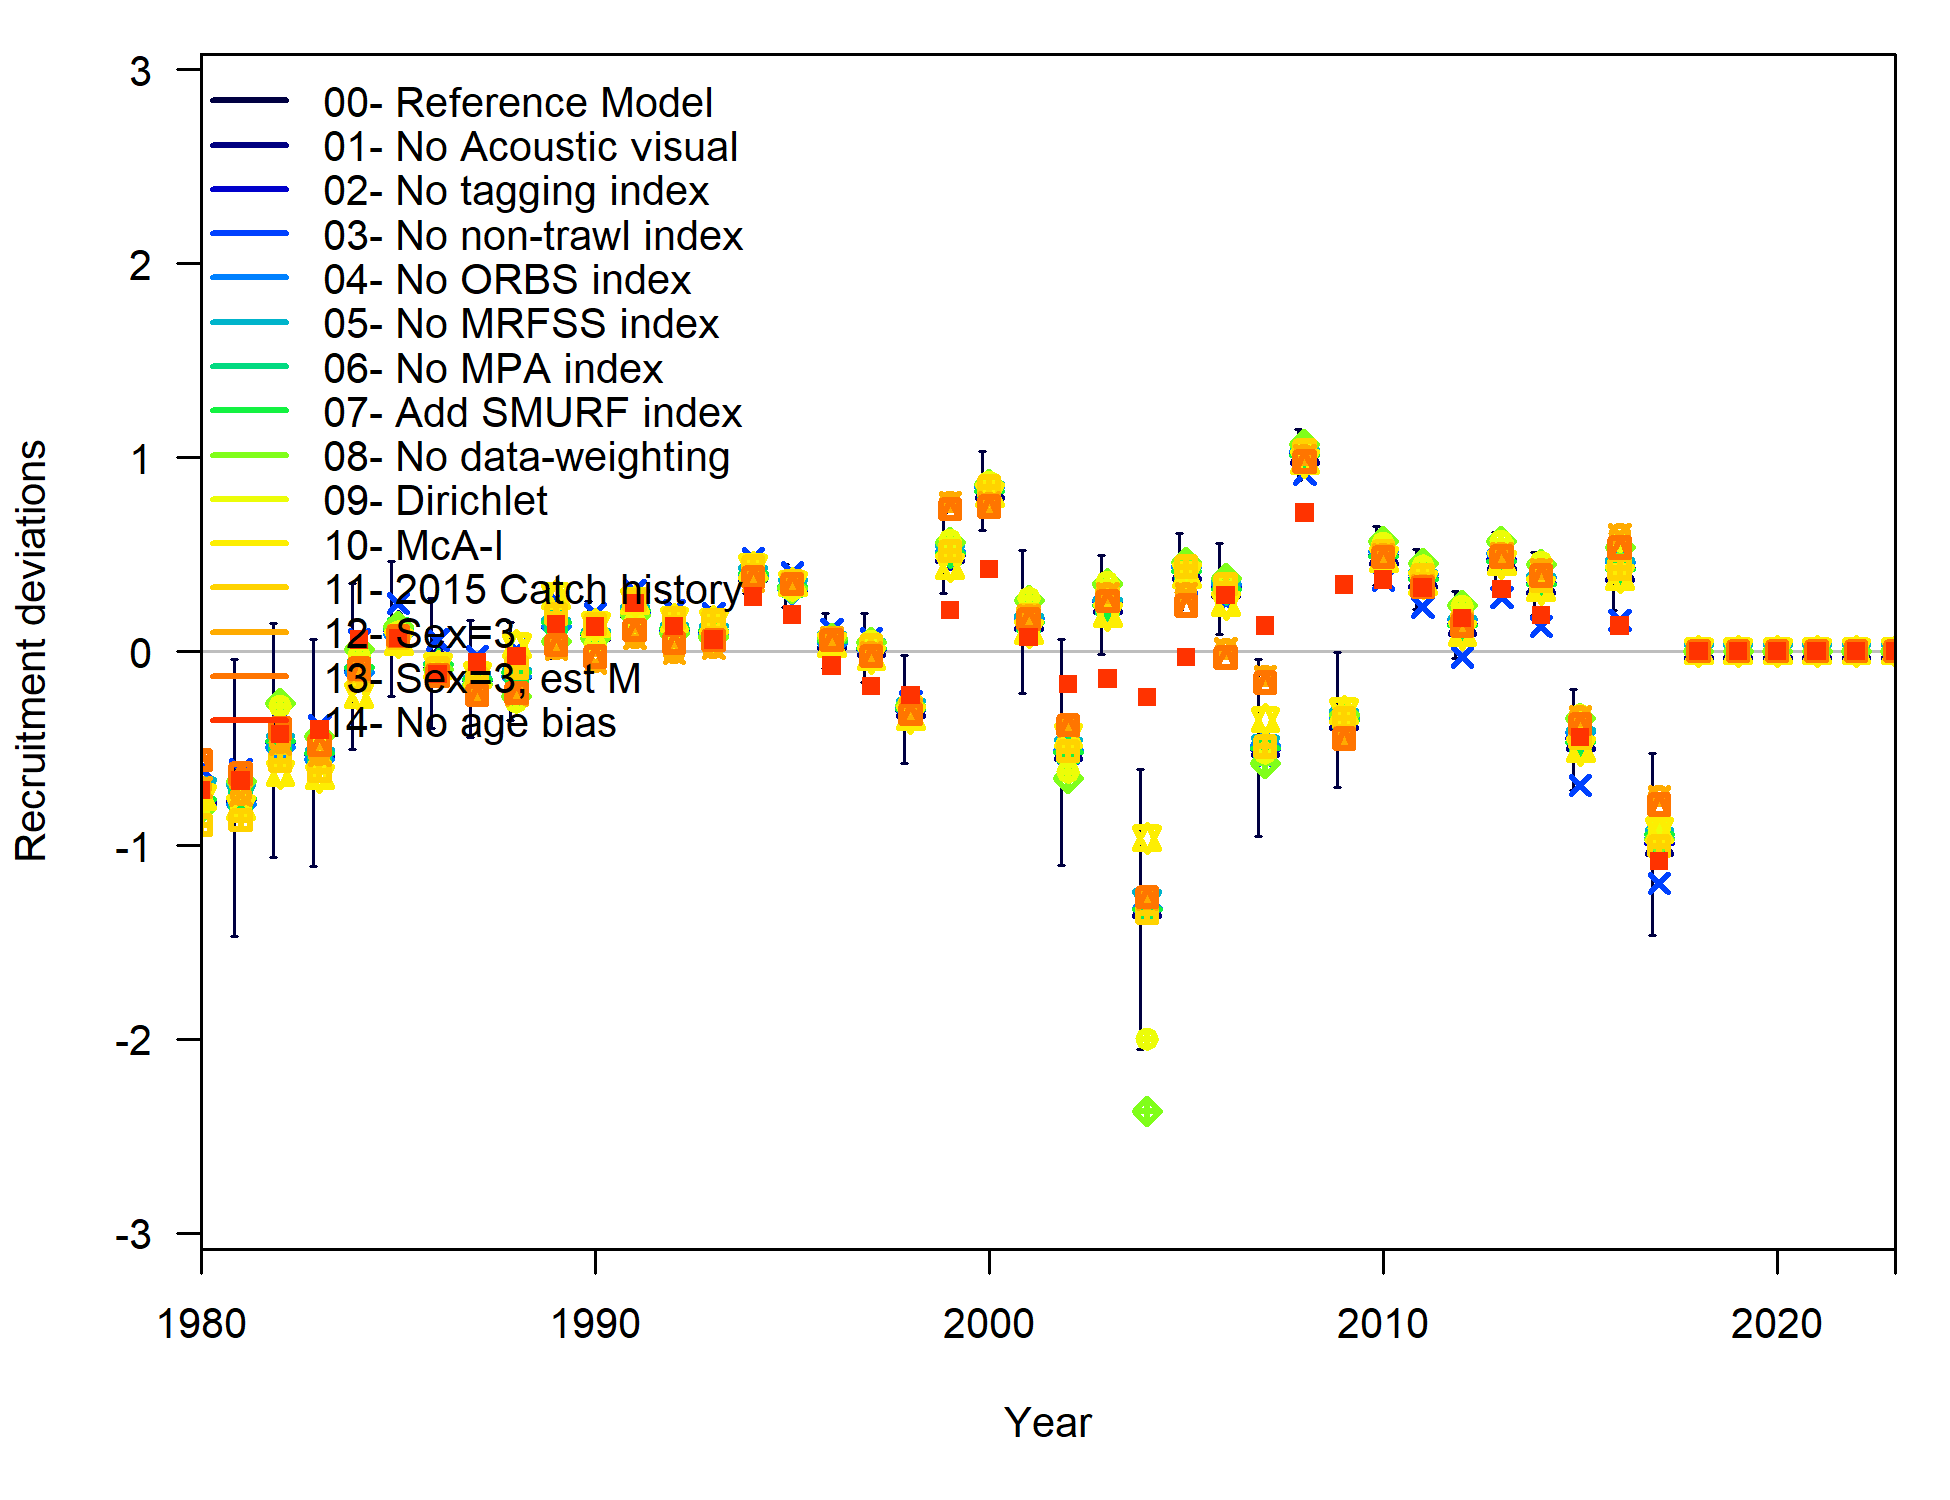 3
2
1
0
-1
-2
-3
Recruitment deviations
00- Reference Model
01- No Acoustic visual
02- No tagging index
03- No non-trawl index
04- No ORBS index
05- No MRFSS index
06- No MPA index
07- Add SMURF index
08- No data-weighting
09- Dirichlet
10- McA-I
11- 2015 Catch history
12- Sex=3
13- Sex=3, est M
14- No age bias
1980 1990 2000 2010 2020
Year